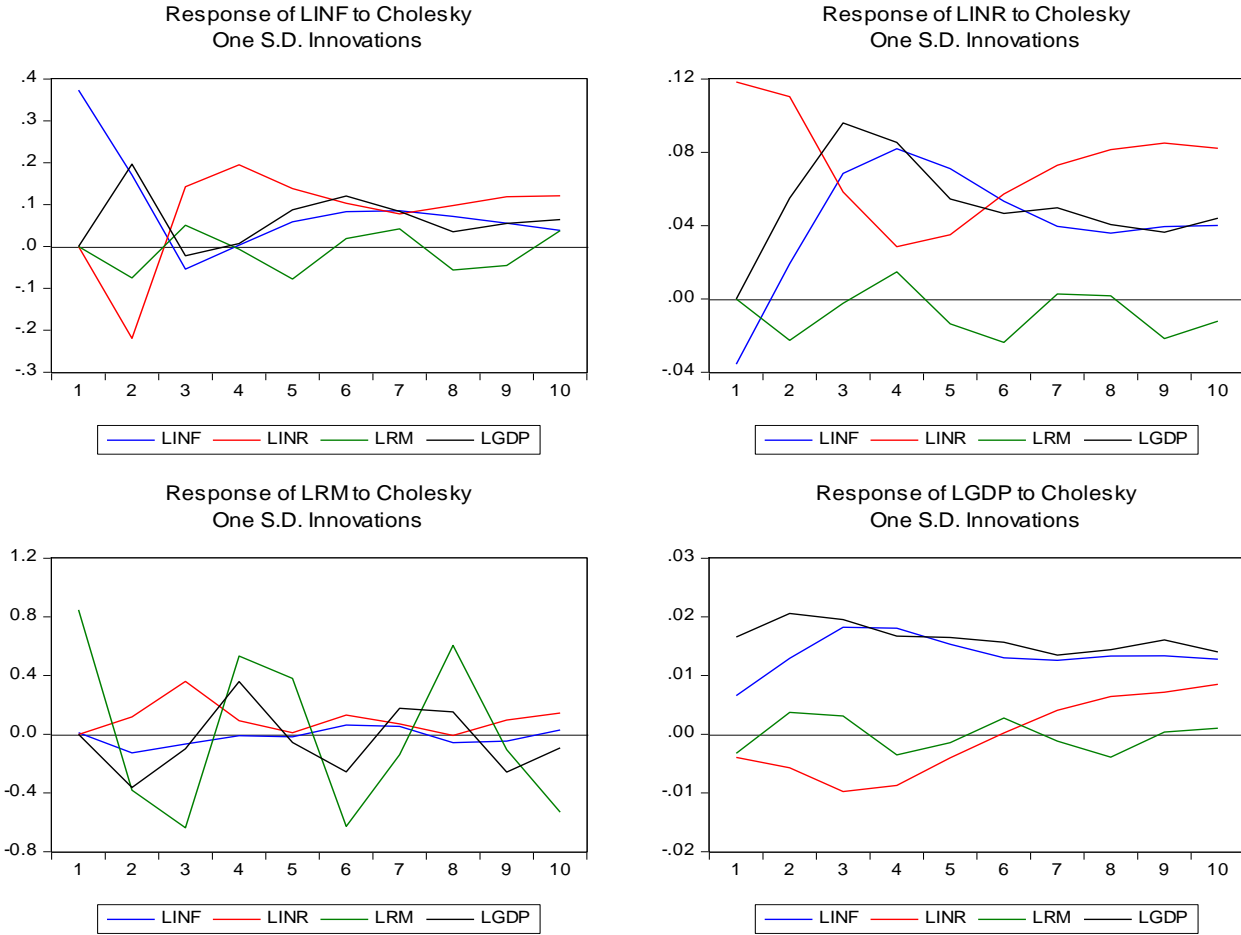 Response of LINF to Cholesky
One S.D. Innovations
.4
.3
.2
.1
.0
-.1
-.2
-.3
1 2 3 4 5 6 7 8 9 10
LINF LINR LRM LGDP
Response of LINR to Cholesky
One S.D. Innovations
.12
.08
.04
.00
-.04
1 2 3 4 5 6 7 8 9 10
LINF LINR LRM LGDP
Response of LRM to Cholesky
One S.D. Innovations
1.2
0.8
0.4
0.0
-0.4
-0.8
1 2 3 4 5 6 7 8 9 10
LINF LINR LRM LGDP
Response of LGDP to Cholesky
One S.D. Innovations
.03
.02
.01
.00
-.01
-.02
1 2 3 4 5 6 7 8 9 10
LINF LINR LRM LGDP